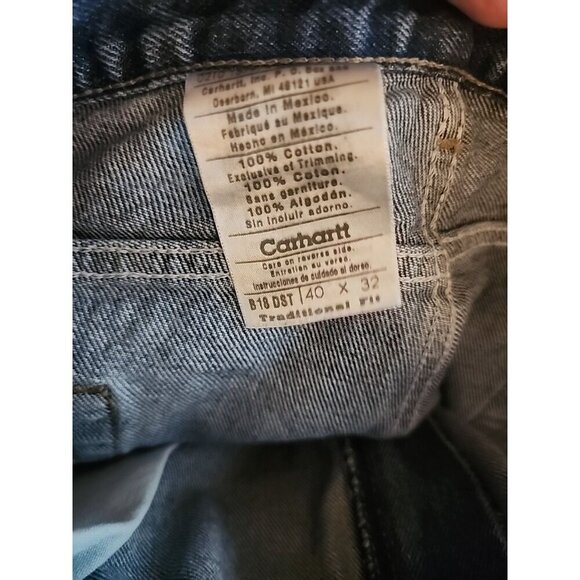 Carhartt, Inc. P. O. Box
Dearborn, MI 48121 USA
Made in Mexico.
Fabriqué au Mexique.
Hecho en México.
100% Cotton.
Exclusive of Trimming.
100% Coton.
Sans garniture.
100% Algodón.
Sin incluir adorno.
Carhartt
Care on reverse side.
Entretien au verso.
Instrucciones de cuidado al dorso.
B18 DST 40 X 32
Traditional Fit